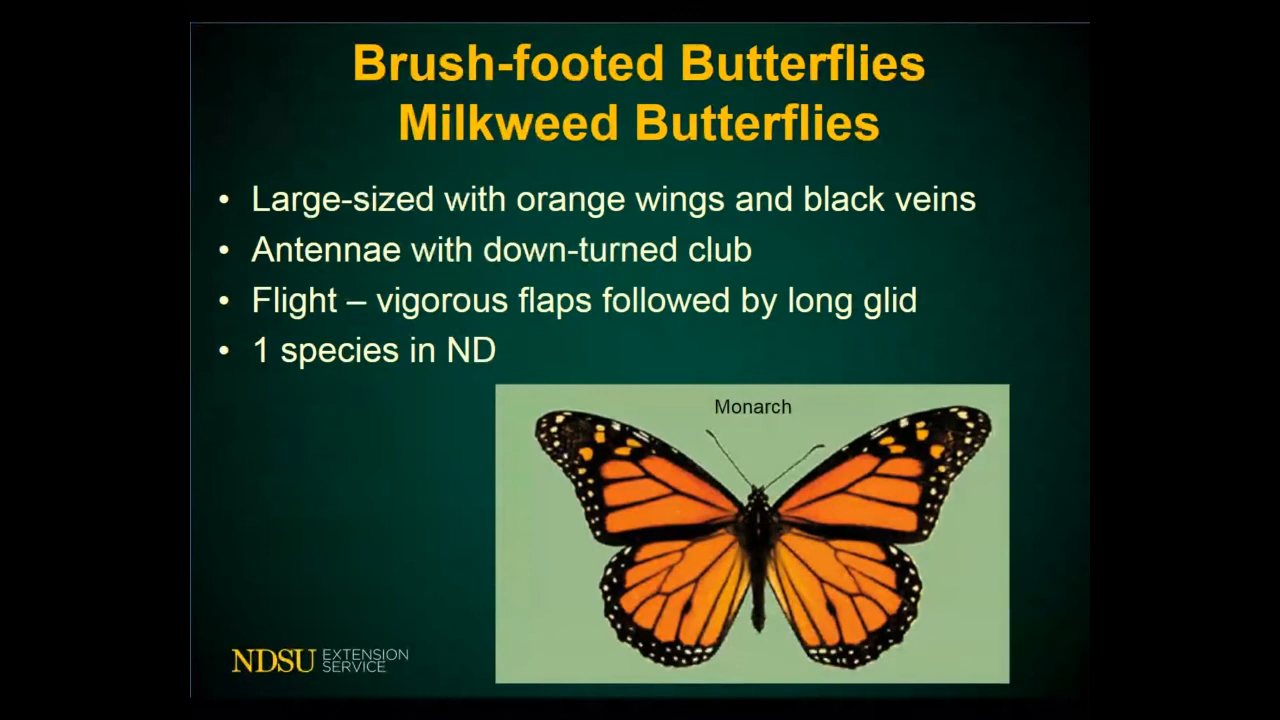 Brush-footed Butterflies
Milkweed Butterflies
• Large-sized with orange wings and black veins
• Antennae with down-turned club
• Flight – vigorous flaps followed by long glid
• 1 species in ND
Monarch
NDSU EXTENSION
SERVICE